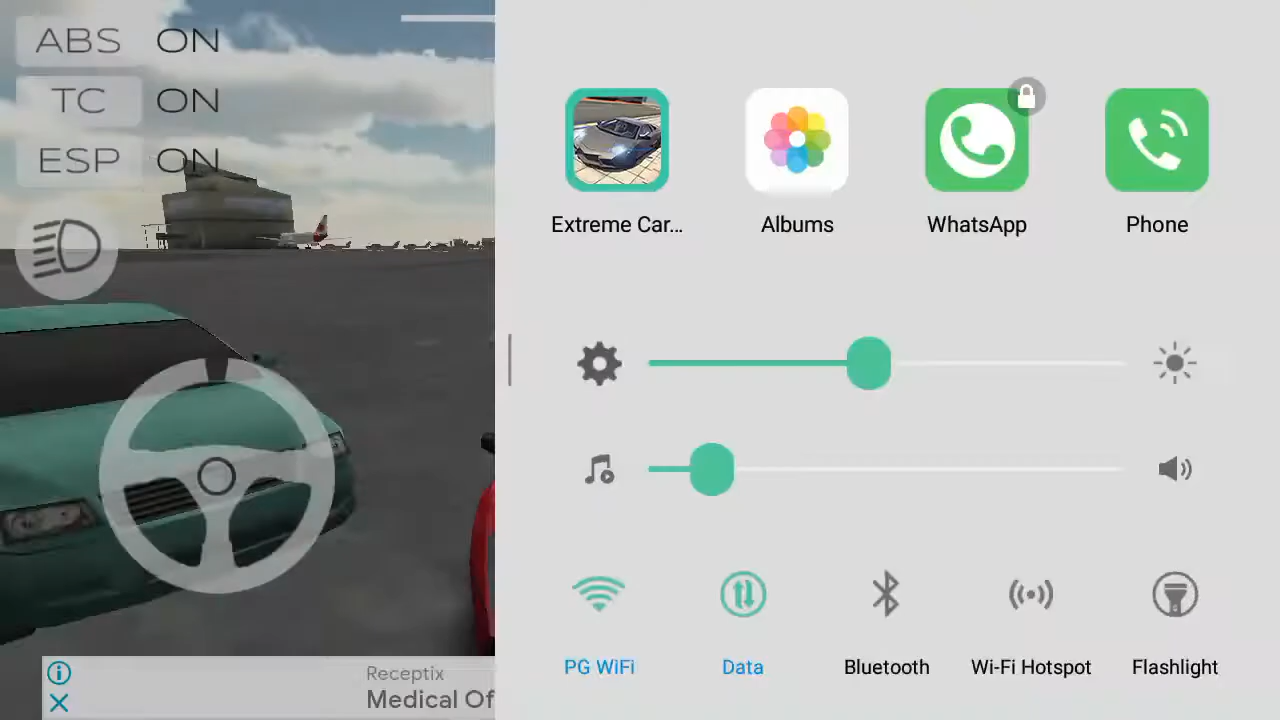 ABS ON
TC ON
ESP ON
Extreme Car...
Albums
WhatsApp
Phone
PG WiFi
Data
Bluetooth
Wi-Fi Hotspot
Flashlight
Receptix
Medical Of